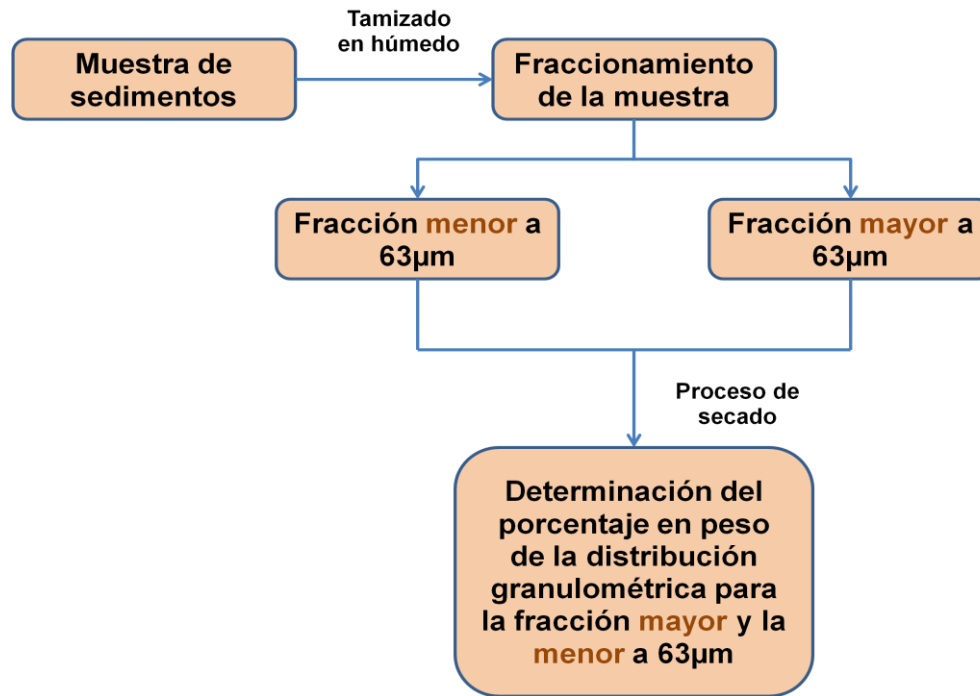 Tamizado
en húmedo
Muestra de
sedimentos
Fraccionamiento
de la muestra
Fracción menor a
63µm
Fracción mayor a
63µm
Proceso de
secado
Determinación del
porcentaje en peso
de la distribución
granulométrica para
la fracción mayor y la
menor a 63µm